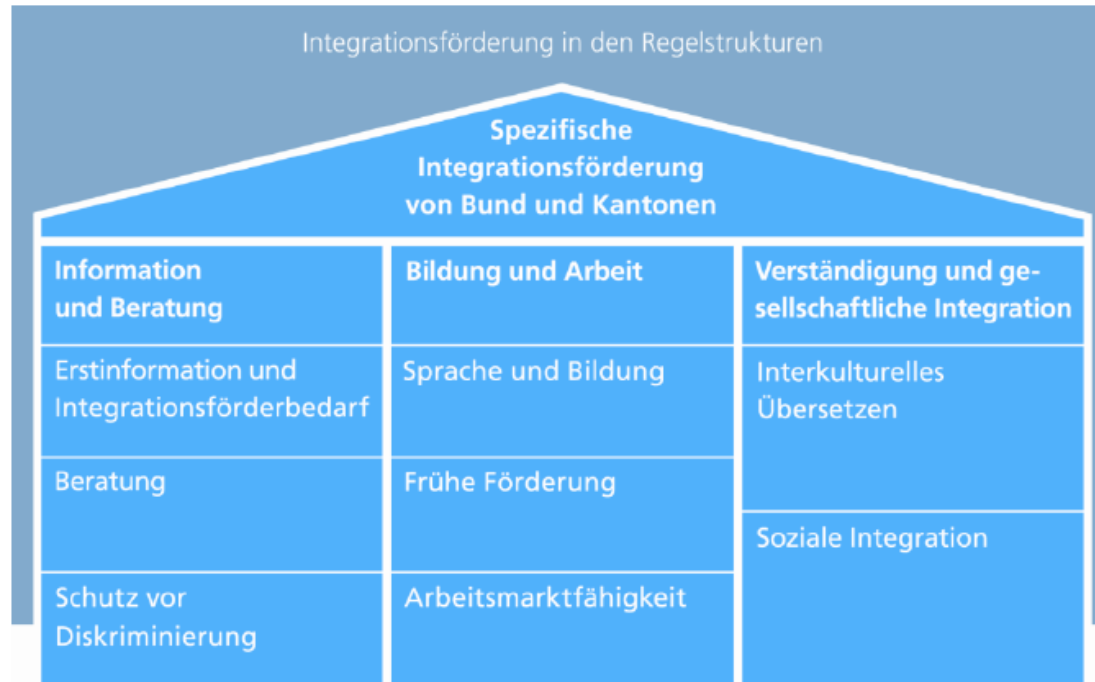 Integrationsförderung in den Regelstrukturen
Spezifische
Integrationsförderung
von Bund und Kantonen
Information
und Beratung
Erstinformation und
Integrationsförderbedarf
Beratung
Schutz vor
Diskriminierung
Bildung und Arbeit
Sprache und Bildung
Frühe Förderung
Arbeitsmarktfähigkeit
Verständigung und ge-
sellschaftliche Integration
Interkulturelles
Übersetzen
Soziale Integration